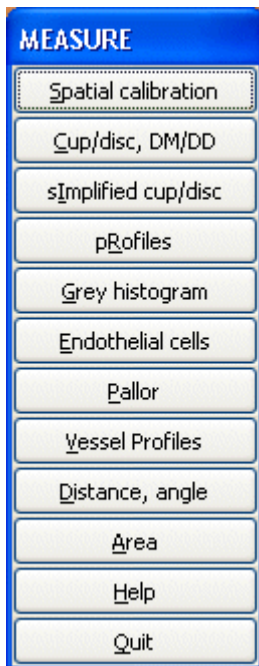 MEASURE
Spatial calibration
Cup/disc, DM/DD
sImplified cup/disc
pRofiles
Grey histogram
Endothelial cells
Pallor
Vessel Profiles
Distance, angle
Area
Help
Quit